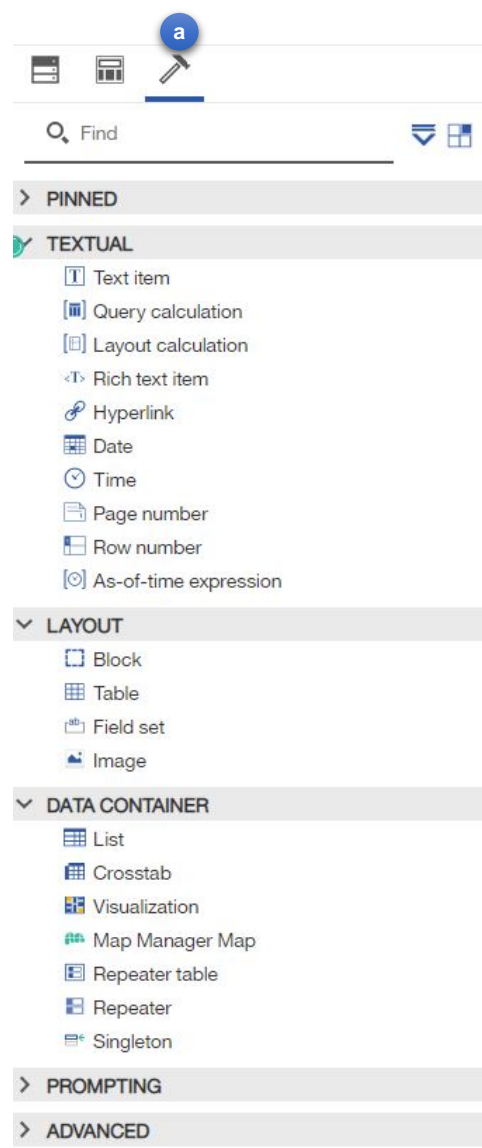 a
Find
PINNED
TEXTUAL
Text item
Query calculation
Layout calculation
Rich text item
Hyperlink
Date
Time
Page number
Row number
As-of-time expression
LAYOUT
Block
Table
Field set
Image
DATA CONTAINER
List
Crosstab
Visualization
Map Manager Map
Repeater table
Repeater
Singleton
PROMPTING
ADVANCED